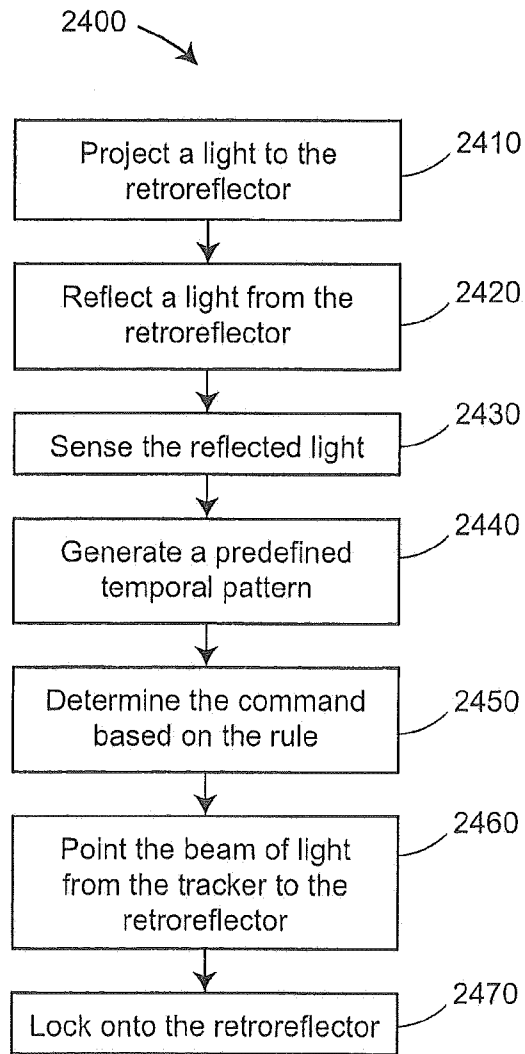 2400
Project a light to the
retroreflector
2410
Reflect a light from the
retroreflector
2420
Sense the reflected light
2430
Generate a predefined
temporal pattern
2440
Determine the command
based on the rule
2450
Point the beam of light
from the tracker to the
retroreflector
2460
Lock onto the retroreflector
2470